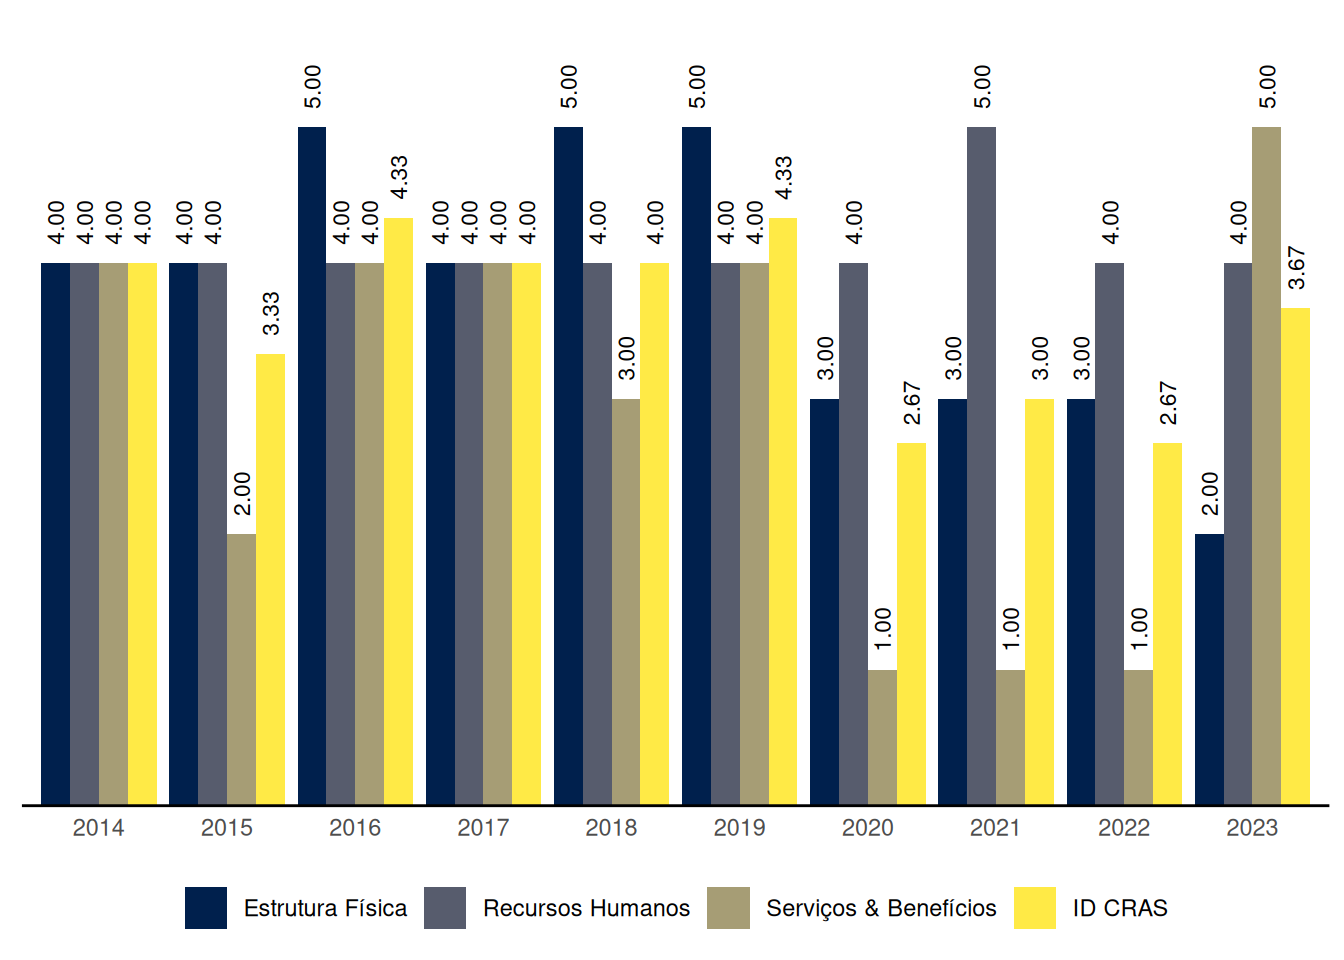 5.00 5.00 5.00 5.00 5.00
4.33 4.33
4.00 4.00 4.00 4.00 4.00 4.00 4.00 4.00 4.00 4.00 4.00 4.00 4.00 4.00 4.00 4.00 4.00 4.00 4.00
3.67
3.33
3.00 3.00 3.00 3.00 3.00
2.67 2.67
2.00 2.00
1.00 1.00 1.00
2014 2015 2016 2017 2018 2019 2020 2021 2022 2023
Estrutura Física Recursos Humanos Serviços & Benefícios ID CRAS